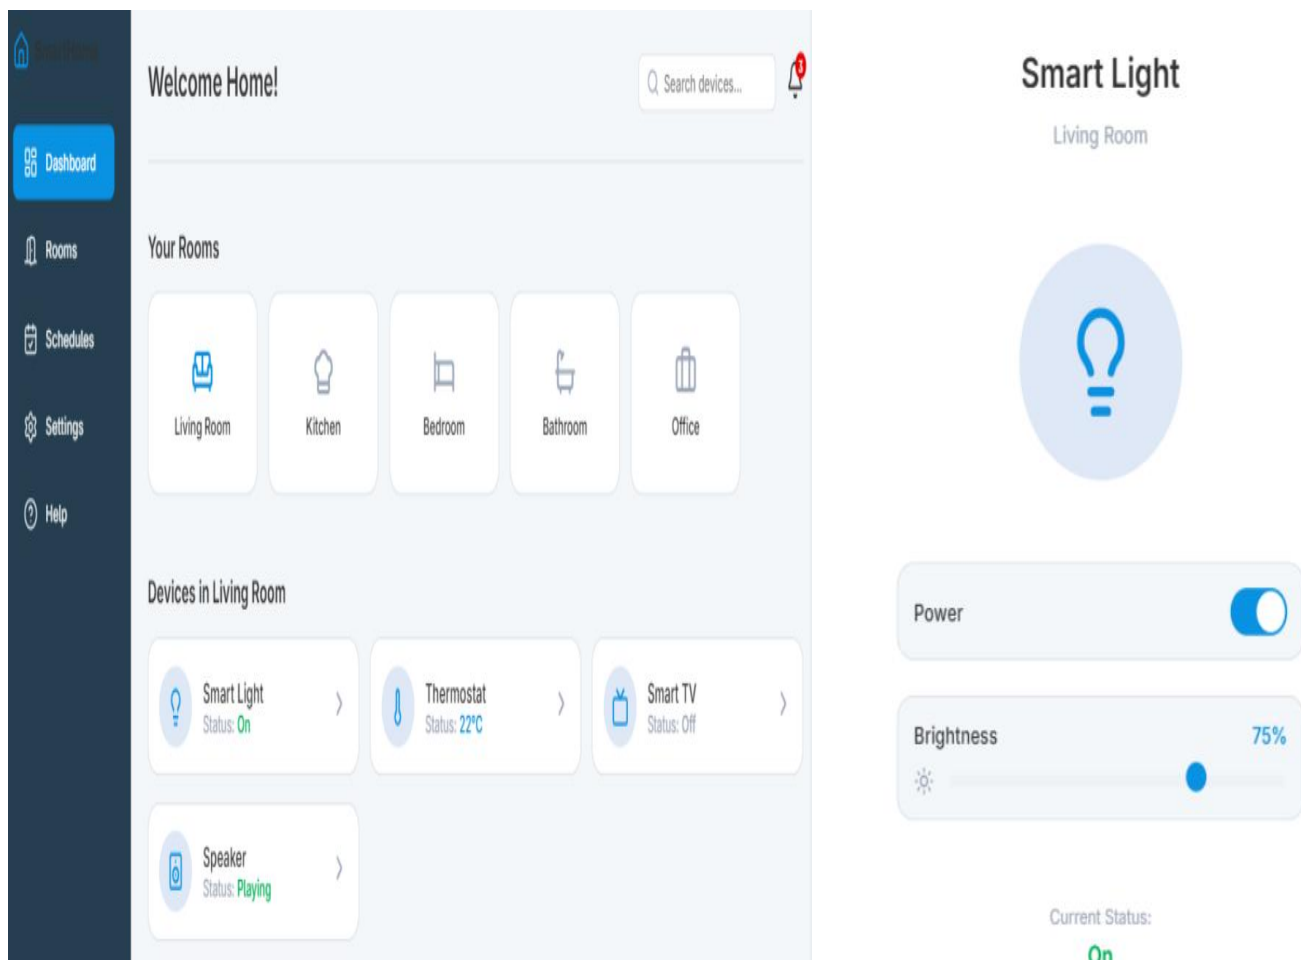 SmartHome
Dashboard
Rooms
Schedules
Settings
Help
Welcome Home!
Search devices...
3
Your Rooms
Living Room
Kitchen
Bedroom
Bathroom
Office
Devices in Living Room
Smart Light
Status: On
Thermostat
Status: 22°C
Smart TV
Status: Off
Speaker
Status: Playing
Smart Light
Living Room
Power
Brightness
75%
Current Status:
On